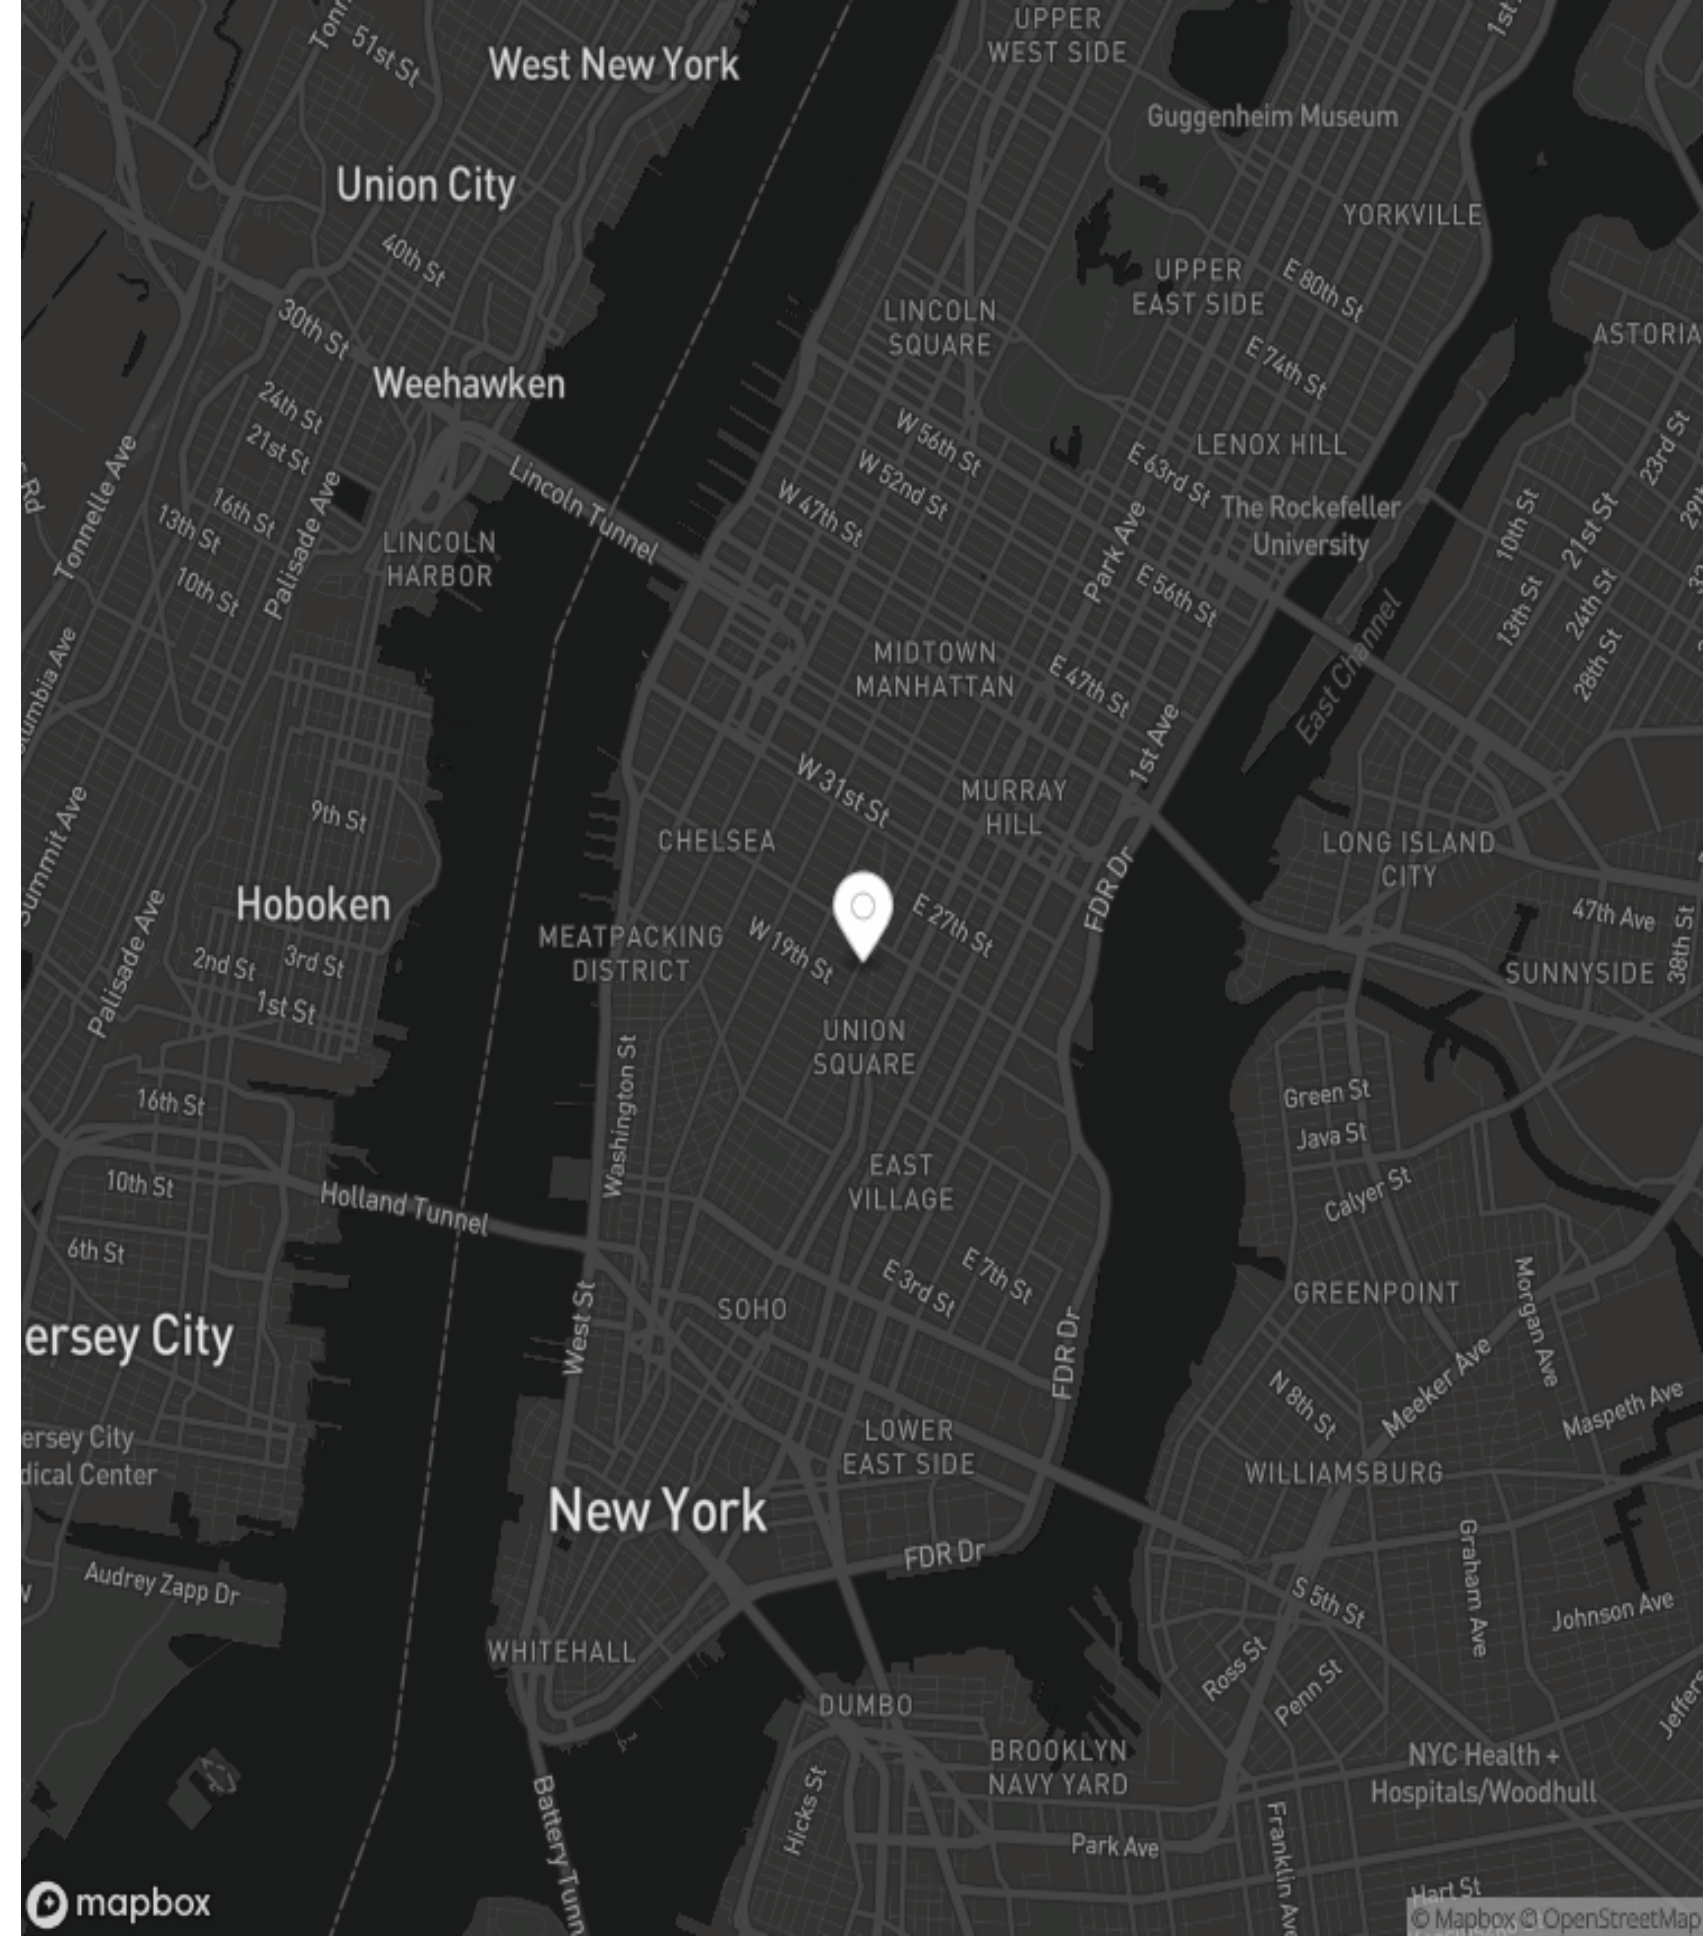 UPPER
WEST SIDE
1st
Tonn
51st St
West New York
Guggenheim Museum
Union City
YORKVILLE
40th St
UPPER
EAST SIDE
E 80th St
30th St
LINCOLN
SQUARE
ASTORIA
E 74th St
Weehawken
24th St
21st St
W 56th St
LENOX HILL
23rd St
W 52nd St
E 63rd St
Rd
Tonnelle Ave
Lincoln Tunnel
W 47th St
16th St
13th St
Palisade Ave
The Rockefeller
University
Park Ave
10th St
21st St
LINCOLN
HARBOR
10th St
E 56th St
13th St
24th St
East Channel
MIDTOWN
MANHATTAN
E 47th St
28th St
umbia Ave
1st Ave
W 31st St
MURRAY
HILL
9th St
CHELSEA
LONG ISLAND
CITY
Summit Ave
FDR Dr
Hoboken
E 27th St
47th Ave
38th St
MEATPACKING
DISTRICT
W 19th St
Palisade Ave
2nd St
3rd St
SUNNYSIDE
1st St
UNION
SQUARE
Washington St
16th St
Green St
Java St
10th St
EAST
VILLAGE
Calyer St
Holland Tunnel
6th St
E 7th St
E 3rd St
GREENPOINT
Morgan Ave
West St
SOHO
ersey City
FDR Dr
Meeker Ave
N 8th St
Maspeth Ave
ersey City
dical Center
LOWER
EAST SIDE
WILLIAMSBURG
New York
FDR Dr
Graham Ave
Audrey Zapp Dr
S 5th St
Johnson Ave
WHITEHALL
Ross St
Penn St
Jeffers
DUMBO
BROOKLYN
NAVY YARD
NYC Health +
Hospitals/Woodhull
Hicks St
Battery Tunn
Park Ave
Franklin Ave
Hart St
mapbox
© Mapbox © OpenStreetMap